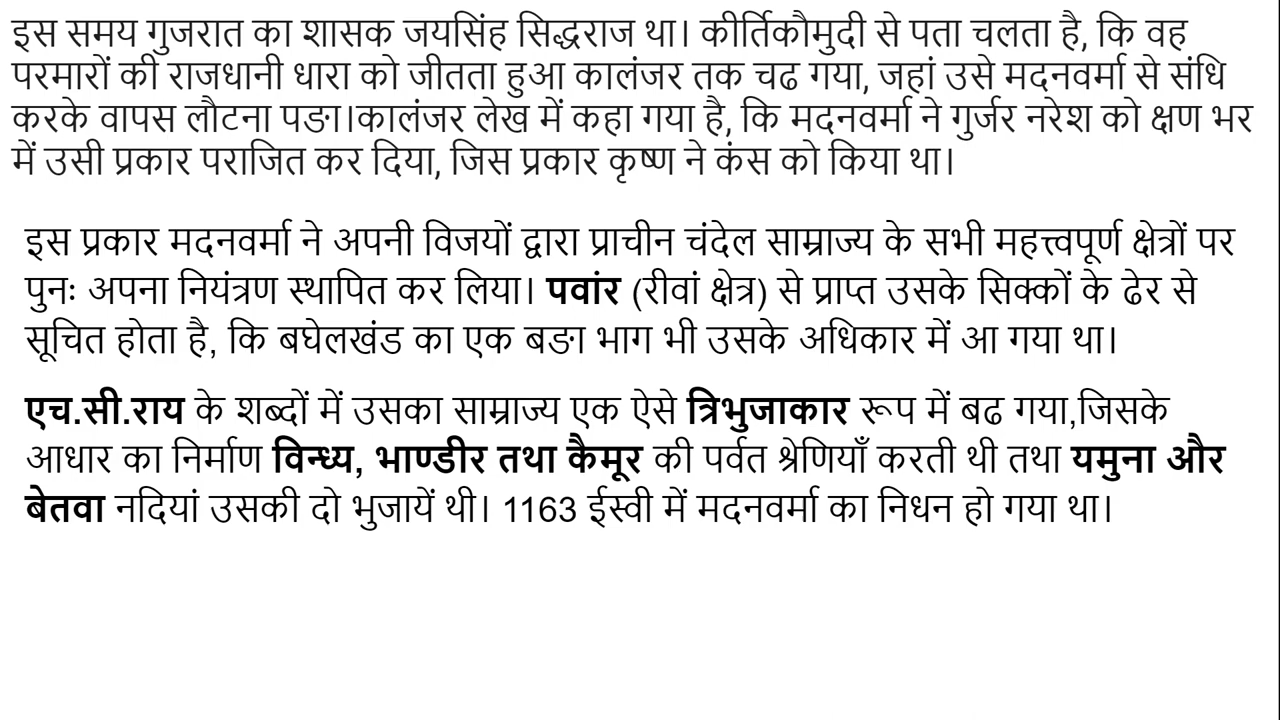 इस समय गुजरात का शासक जयसिंह सिद्धराज था। कीर्तिकौमुदी से पता चलता है, कि वह
परमारों की राजधानी धारा को जीतता हुआ कालंजर तक चढ गया, जहां उसे मदनवर्मा से संधि
करके वापस लौटना पङा।कालंजर लेख में कहा गया है, कि मदनवर्मा ने गुर्जर नरेश को क्षण भर
में उसी प्रकार पराजित कर दिया, जिस प्रकार कृष्ण ने कंस को किया था।
इस प्रकार मदनवर्मा ने अपनी विजयों द्वारा प्राचीन चंदेल साम्राज्य के सभी महत्त्वपूर्ण क्षेत्रों पर
पुनः अपना नियंत्रण स्थापित कर लिया। पवांर (रीवां क्षेत्र) से प्राप्त उसके सिक्कों के ढेर से
सूचित होता है, कि बघेलखंड का एक बङा भाग भी उसके अधिकार में आ गया था।
एच.सी.राय के शब्दों में उसका साम्राज्य एक ऐसे त्रिभुजाकार रूप में बढ गया,जिसके
आधार का निर्माण विन्ध्य, भाण्डीर तथा कैमूर की पर्वत श्रेणियाँ करती थी तथा यमुना और
बेतवा नदियां उसकी दो भुजायें थी। 1163 ईस्वी में मदनवर्मा का निधन हो गया था।